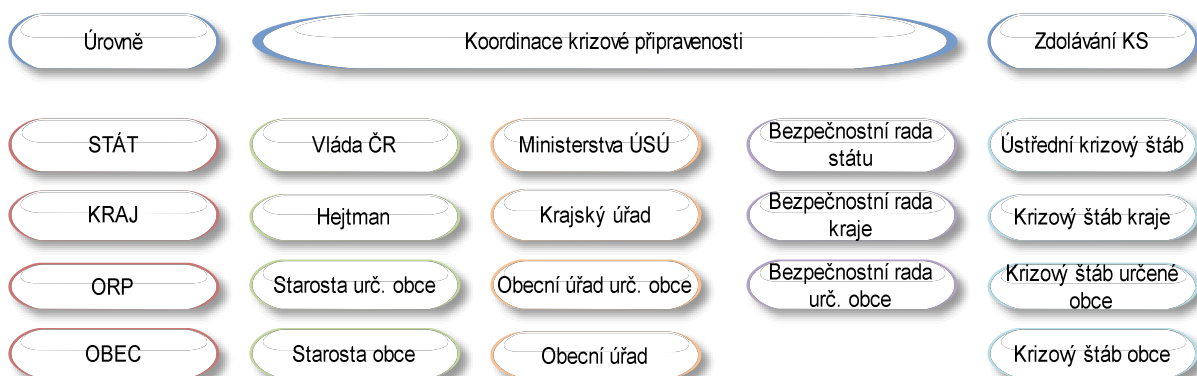 Úrovně
Koordinace krizové připravenosti
Zdolávání KS
STÁT
Vláda ČR
Ministerstva ÚSÚ
Bezpečnostní rada
státu
Ústřední krizový štáb
KRAJ
Hejtman
Krajský úřad
Bezpečnostní rada
kraje
Krizový štáb kraje
ORP
Starosta urč. obce
Obecní úřad urč. obce
Bezpečnostní rada
urč. obce
Krizový štáb určené
obce
OBEC
Starosta obce
Obecní úřad
Krizový štáb obce